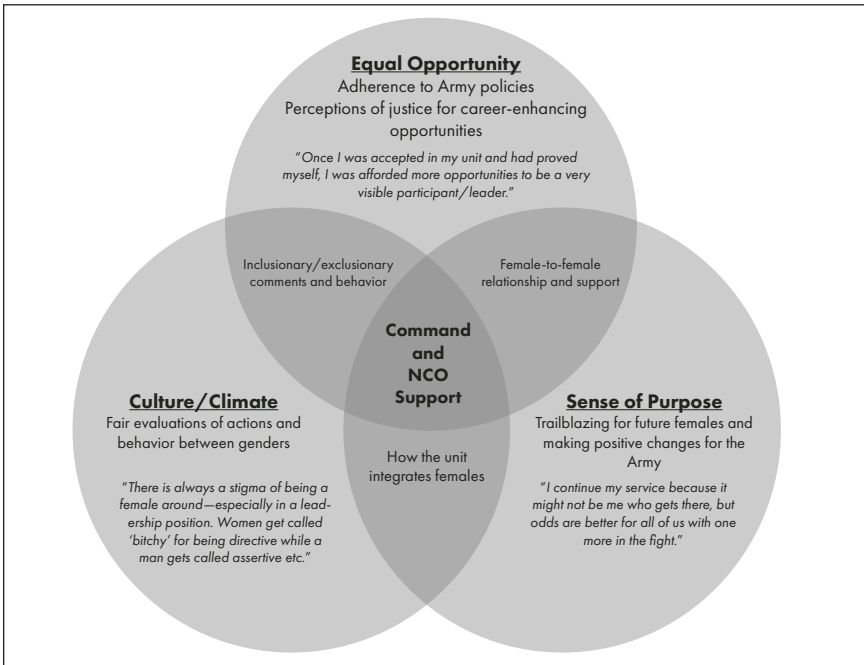 Equal Opportunity
Adherence to Army policies
Perceptions of justice for career-enhancing
opportunities
“Once I was accepted in my unit and had proved
myself, I was afforded more opportunities to be a very
visible participant/leader.”
Inclusionary/exclusionary
comments and behavior
Female-to-female
relationship and support
Command
and
NCO
Support
Culture/Climate
Fair evaluations of actions and
behavior between genders
“There is always a stigma of being a
female around—especially in a lead-
ership position. Women get called
‘bitchy’ for being directive while a
man gets called assertive etc.”
How the unit
integrates females
Sense of Purpose
Trailblazing for future females and
making positive changes for the
Army
“I continue my service because it
might not be me who gets there, but
odds are better for all of us with one
more in the fight.”